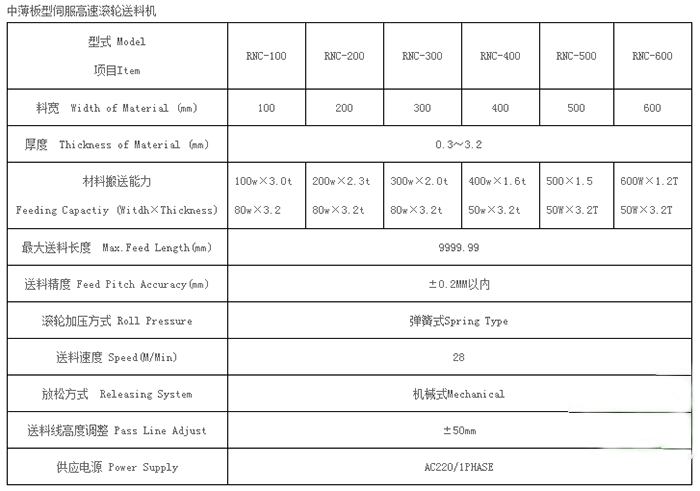 中薄板型伺服高速滚轮送料机
型式 Model
项目Item
RNC-100 RNC-200 RNC-300 RNC-400 RNC-500 RNC-600
料宽 Width of Material (mm) 100 200 300 400 500 600
厚度 Thickness of Material (mm) 0.3～3.2
材料搬送能力
Feeding Capactiy (Witdh×Thickness)
100w×3.0t 200w×2.3t 300w×2.0t 400w×1.6t 500×1.5 600W×1.2T
80w×3.2 80w×3.2t 80w×3.2t 50w×3.2t 50W×3.2T 50W×3.2T
最大送料长度 Max.Feed Length(mm) 9999.99
送料精度 Feed Pitch Accuracy(mm) ±0.2MM以内
滚轮加压方式 Roll Pressure 弹簧式Spring Type
送料速度 Speed(M/Min) 28
放松方式 Releasing System 机械式Mechanical
送料线高度调整 Pass Line Adjust ±50mm
供应电源 Power Supply AC220/1PHASE